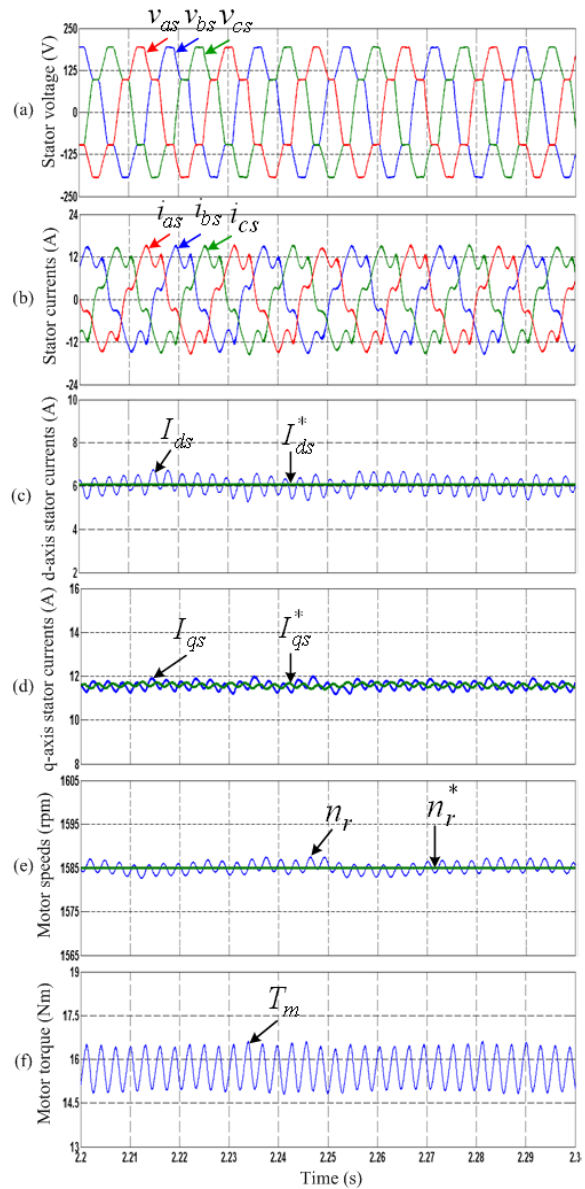 v_as v_bs v_cs
250
125
0
-125
-250
Stator voltage (V)
(a)
i_as i_bs i_cs
24
12
0
-12
-24
Stator currents (A)
(b)
I_ds I*_ds
10
8
6
4
2
d-axis stator currents (A)
(c)
I_qs I*_qs
16
14
12
10
8
q-axis stator currents (A)
(d)
n_r n*_r
1605
1595
1585
1575
1565
Motor speeds (rpm)
(e)
T_m
19
17.5
16
14.5
13
Motor torque (Nm)
(f)
2.2 2.21 2.22 2.23 2.24 2.25 2.26 2.27 2.28 2.29 2.3
Time (s)